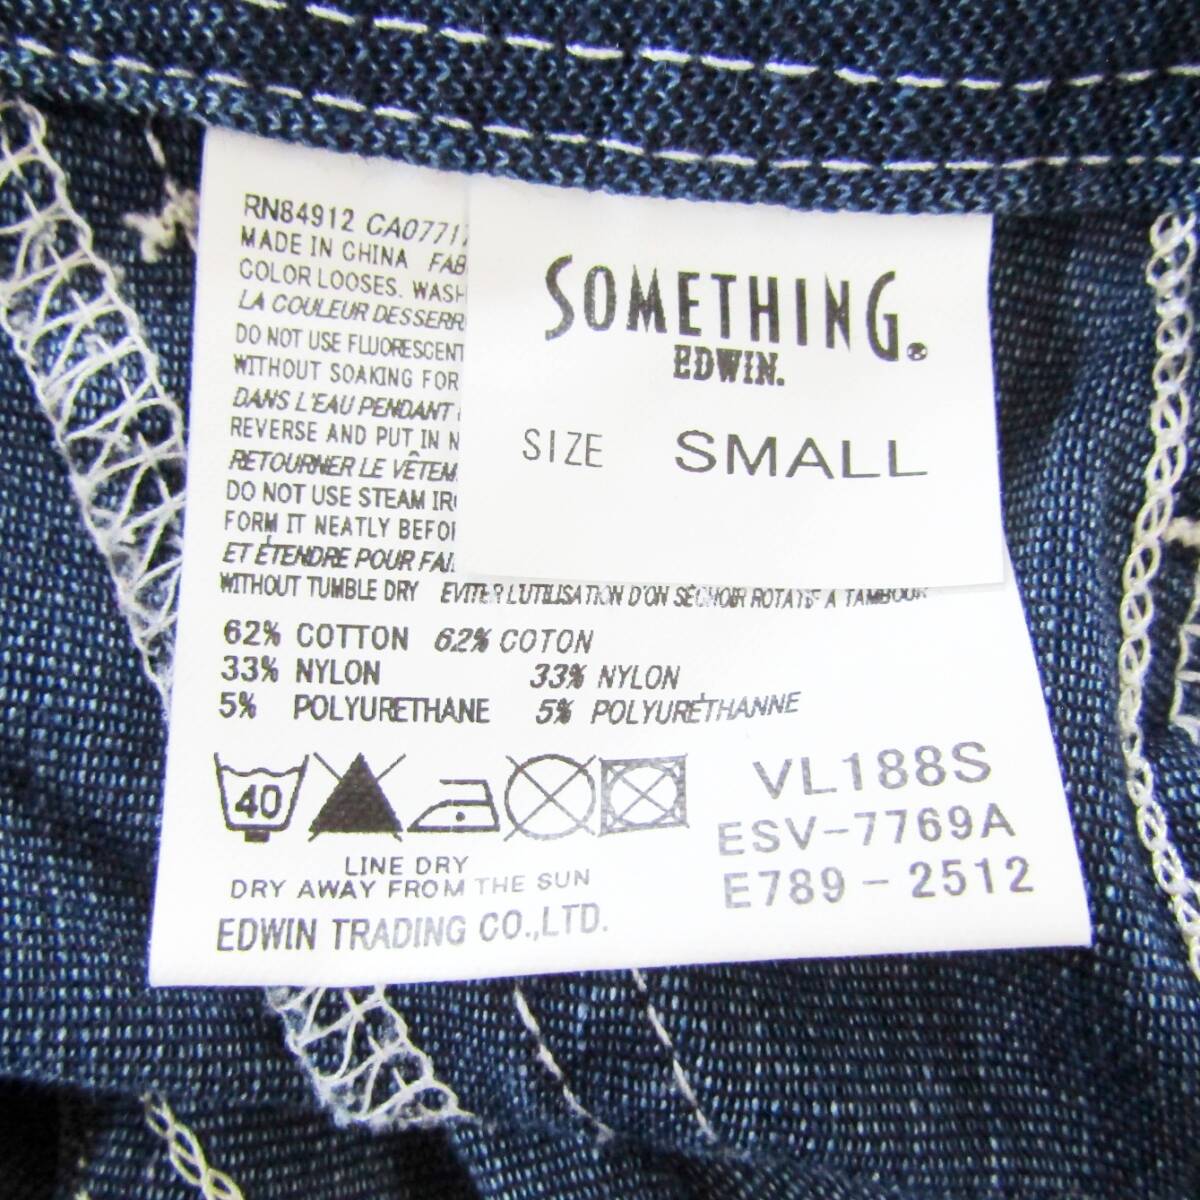 RN84912 CA0771
MADE IN CHINA FAB
COLOR LOOSES. WASH
LA COULEUR DESSERR
DO NOT USE FLUORESCENT
WITHOUT SOAKING FOR
DANS L'EAU PENDANT
REVERSE AND PUT IN N
RETOURNER LE VÊTEM
DO NOT USE STEAM IR
FORM IT NEATLY BEFOR
ET ÉTENDRE POUR FAI
WITHOUT TUMBLE DRY EVITER L'UTILISATION D'ON SÉCHOIR ROTATIF A TAMBOUR
SOMETHING®
EDWIN.
SIZE SMALL
62% COTTON 62% COTON
33% NYLON 33% NYLON
5% POLYURETHANE 5% POLYURÉTHANNE
40
LINE DRY
DRY AWAY FROM THE SUN
EDWIN TRADING CO.,LTD.
VL188S
ESV-7769A
E789-2512